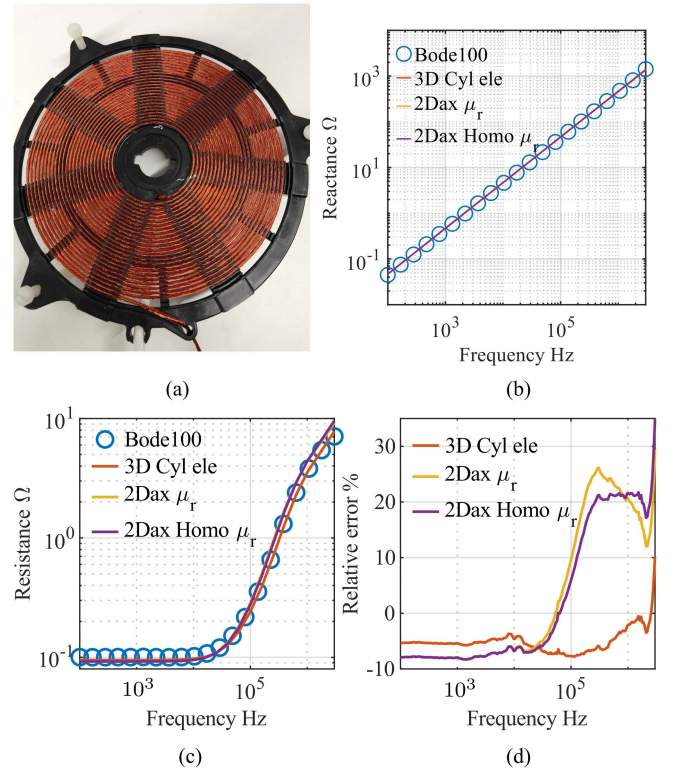 Bode100
3D Cyl ele
2Dax μr
2Dax Homo μr
10^3
10^1
10^-1
10^3
10^5
Reactance Ω
Frequency Hz
(a)
(b)
Bode100
3D Cyl ele
2Dax μr
2Dax Homo μr
10^1
10^0
10^-1
10^3
10^5
Resistance Ω
Frequency Hz
3D Cyl ele
2Dax μr
2Dax Homo μr
35
30
20
10
0
-10
10^3
10^5
Relative error %
Frequency Hz
(c)
(d)